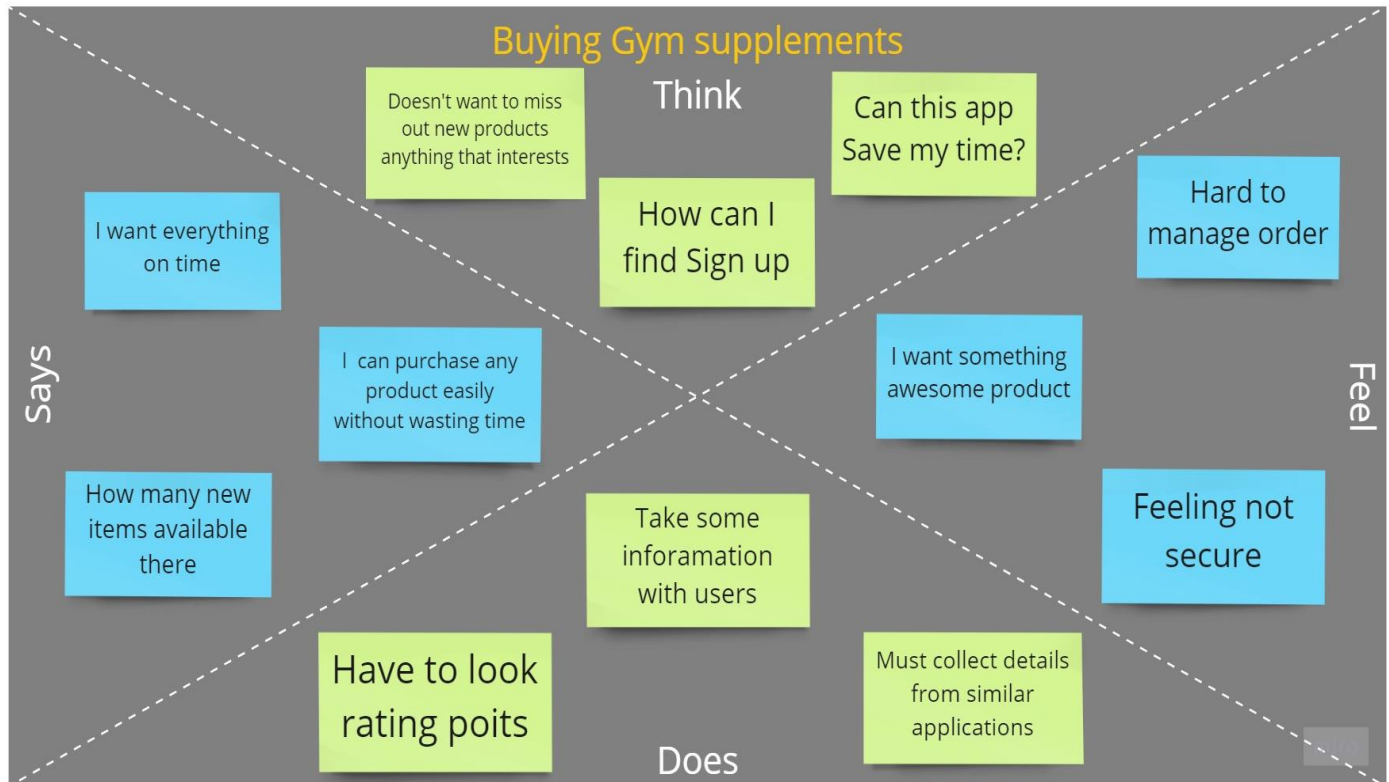 Buying Gym supplements
Think
Doesn't want to miss
out new products
anything that interests
How can I
find Sign up
Can this app
Save my time?
Says
I want everything
on time
I can purchase any
product easily
without wasting time
How many new
items available
there
Feel
Hard to
manage order
I want something
awesome product
Feeling not
secure
Does
Take some
inforamation
with users
Have to look
rating poits
Must collect details
from similar
applications